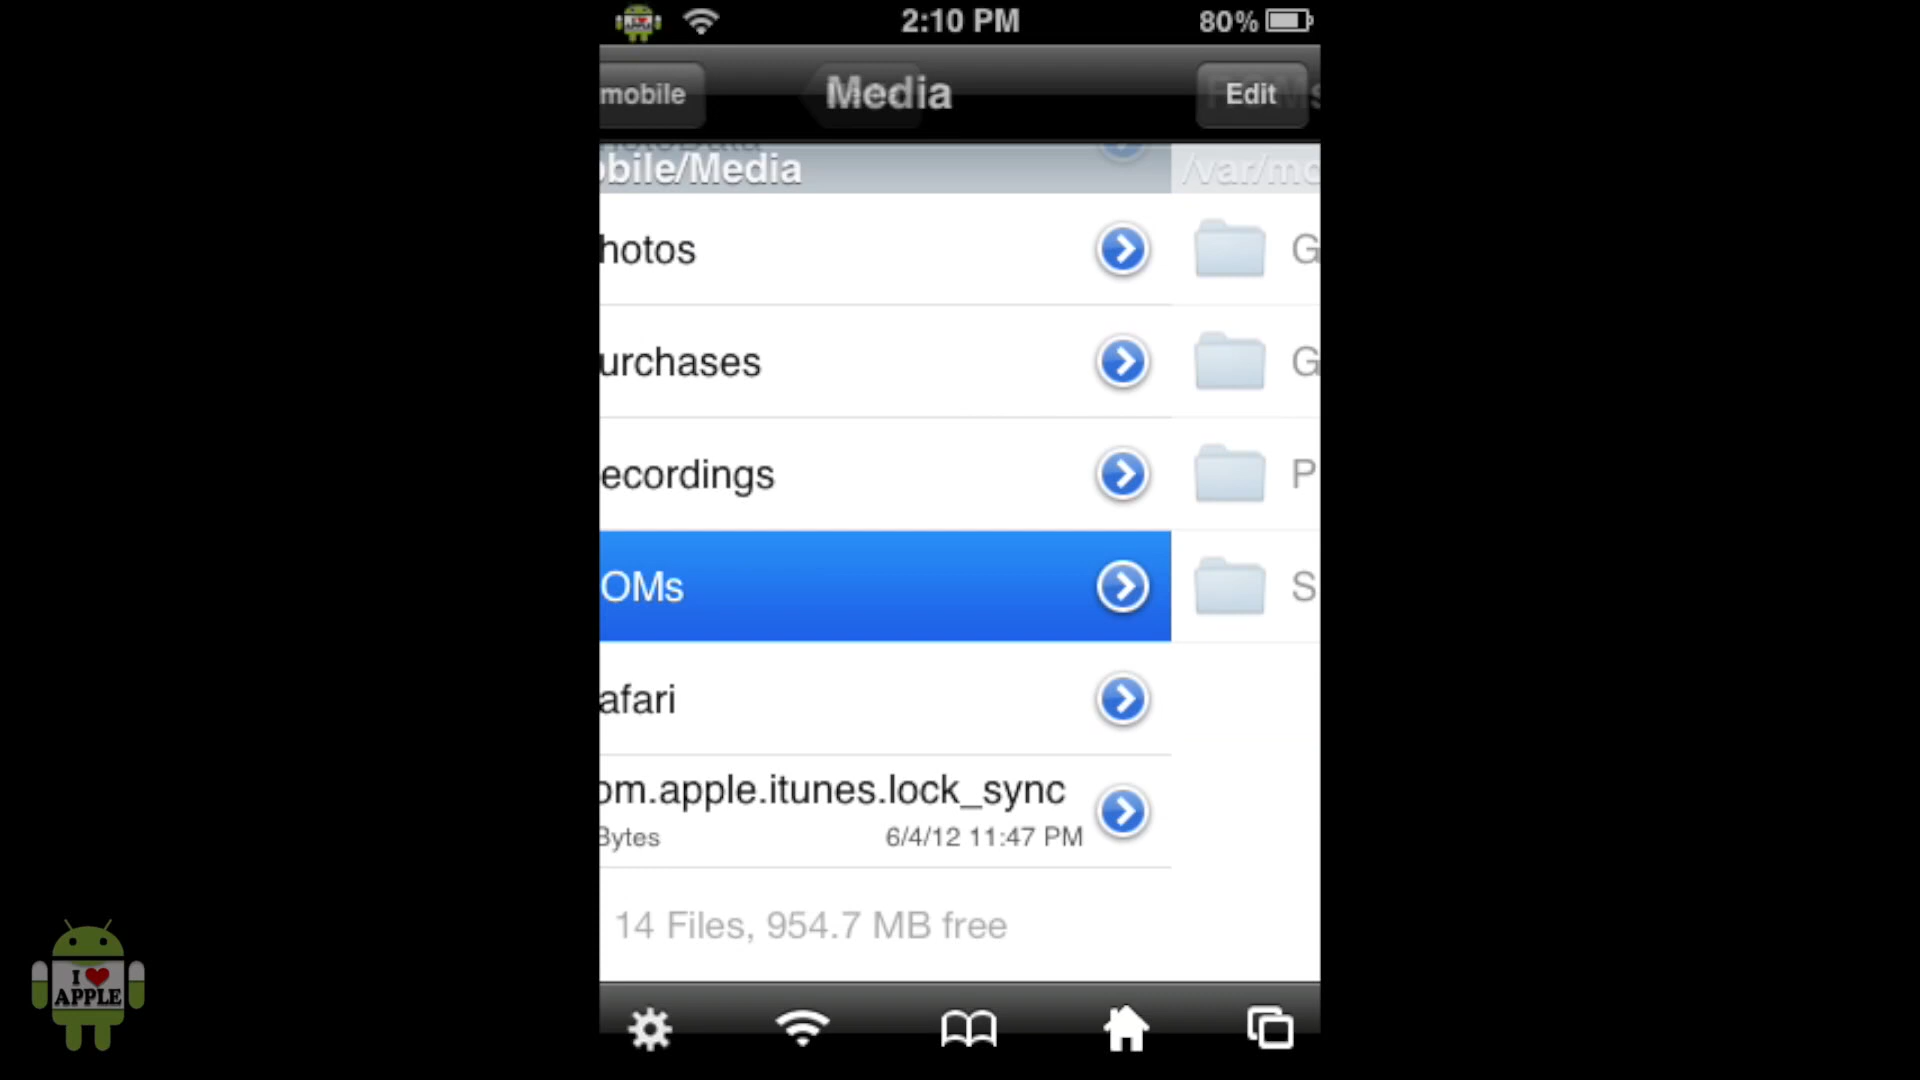 2:10 PM
80%
mobile
Media
Edit
obile/Media
/var/mo
hotos
G
urchases
G
ecordings
P
OMs
S
afari
om.apple.itunes.lock_sync
Bytes
6/4/12 11:47 PM
14 Files, 954.7 MB free
I ❤ APPLE